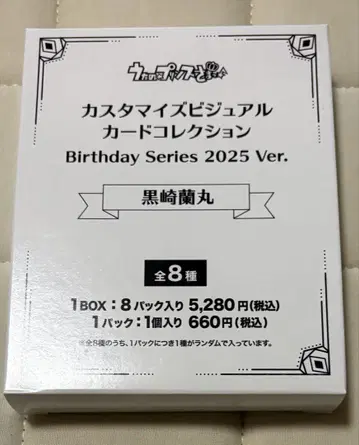 うたの☆プリンスさまっ♪
カスタマイズビジュアル
カードコレクション
Birthday Series 2025 Ver.
黒崎蘭丸
全8種
1BOX：8パック入り 5,280円(税込)
1パック：1個入り 660円(税込)
※全8種のうち、1パックにつき1種がランダムで入っています。